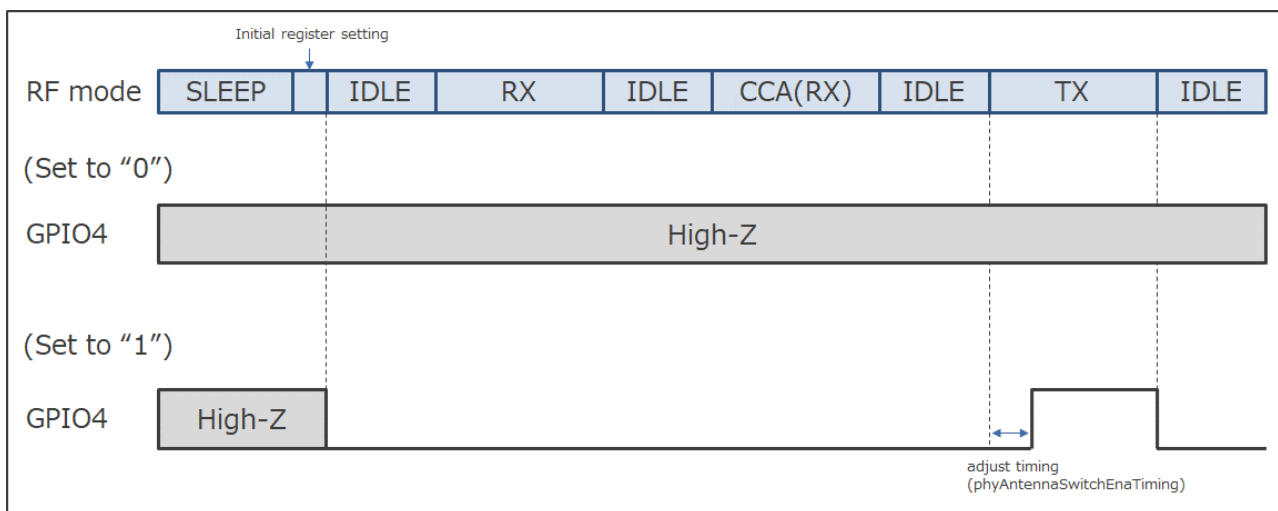 Initial register setting
RF mode SLEEP IDLE RX IDLE CCA(RX) IDLE TX IDLE
(Set to “0”)
GPIO4 High-Z
(Set to “1”)
GPIO4 High-Z
adjust timing
(phyAntennaSwitchEnaTiming)